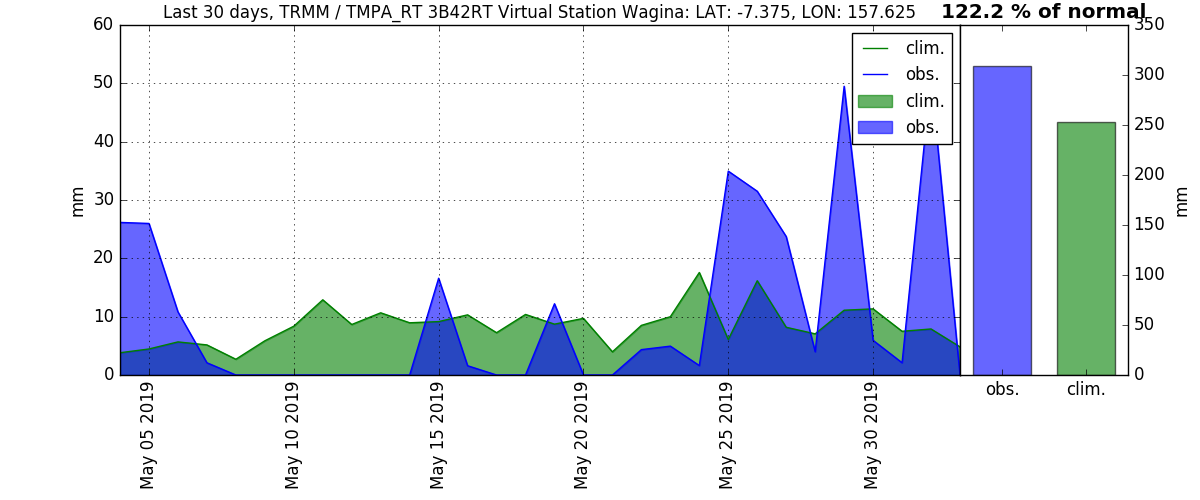 Last 30 days, TRMM / TMPA_RT 3B42RT Virtual Station Wagina: LAT: -7.375, LON: 157.625
122.2 % of normal
60
50
40
30
20
10
0
mm
clim.
obs.
clim.
obs.
350
300
250
200
150
100
50
0
mm
obs.
clim.
May 05 2019
May 10 2019
May 15 2019
May 20 2019
May 25 2019
May 30 2019